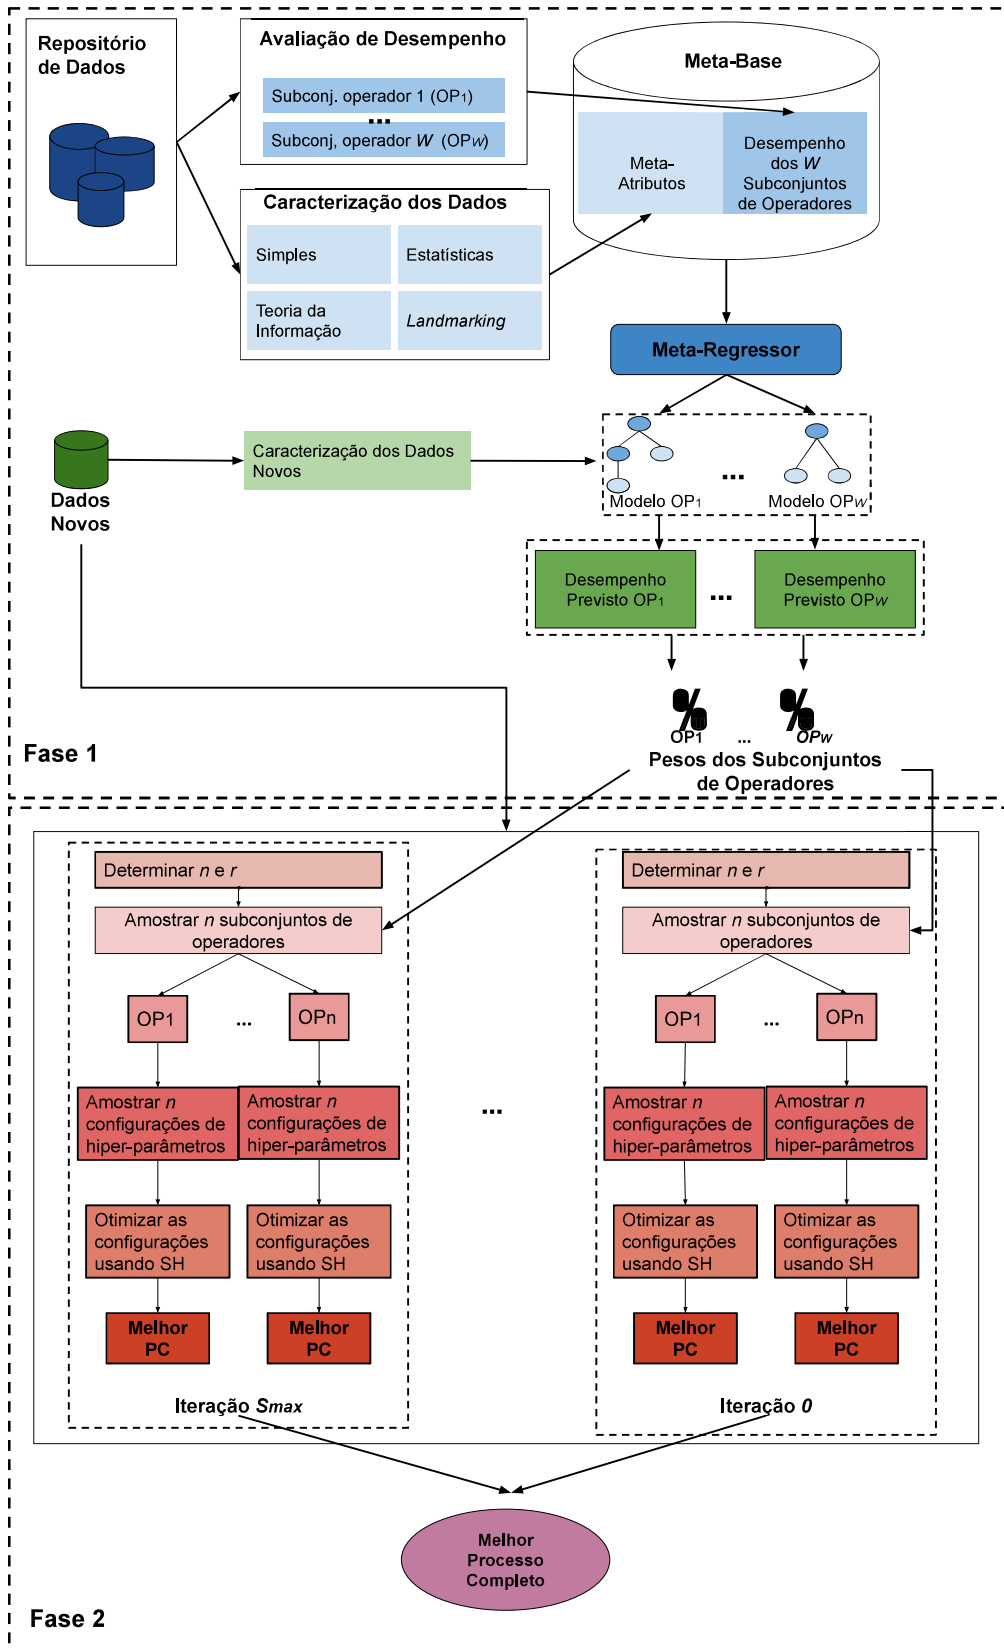 Repositório
de Dados
Avaliação de Desempenho
Subconj. operador 1 (OP1)
...
Subconj, operador W (OPW)
Meta-Base
Meta-
Atributos
Desempenho
dos W
Subconjuntos
de Operadores
Caracterização dos Dados
Simples
Estatísticas
Teoria da
Informação
Landmarking
Meta-Regressor
Dados
Novos
Caracterização dos Dados
Novos
...
Modelo OP1
Modelo OPW
Desempenho
Previsto OP1
...
Desempenho
Previsto OPW
%
%
OP1
...
OPW
Pesos dos Subconjuntos
de Operadores
Fase 1
Determinar n e r
Amostrar n subconjuntos de
operadores
OP1
...
OPn
Amostrar n
configurações de
hiper-parâmetros
Amostrar n
configurações de
hiper-parâmetros
Otimizar as
configurações
usando SH
Otimizar as
configurações
usando SH
Melhor
PC
Melhor
PC
Iteração Smax
...
Determinar n e r
Amostrar n subconjuntos de
operadores
OP1
...
OPn
Amostrar n
configurações de
hiper-parâmetros
Amostrar n
configurações de
hiper-parâmetros
Otimizar as
configurações
usando SH
Otimizar as
configurações
usando SH
Melhor
PC
Melhor
PC
Iteração 0
Melhor
Processo
Completo
Fase 2